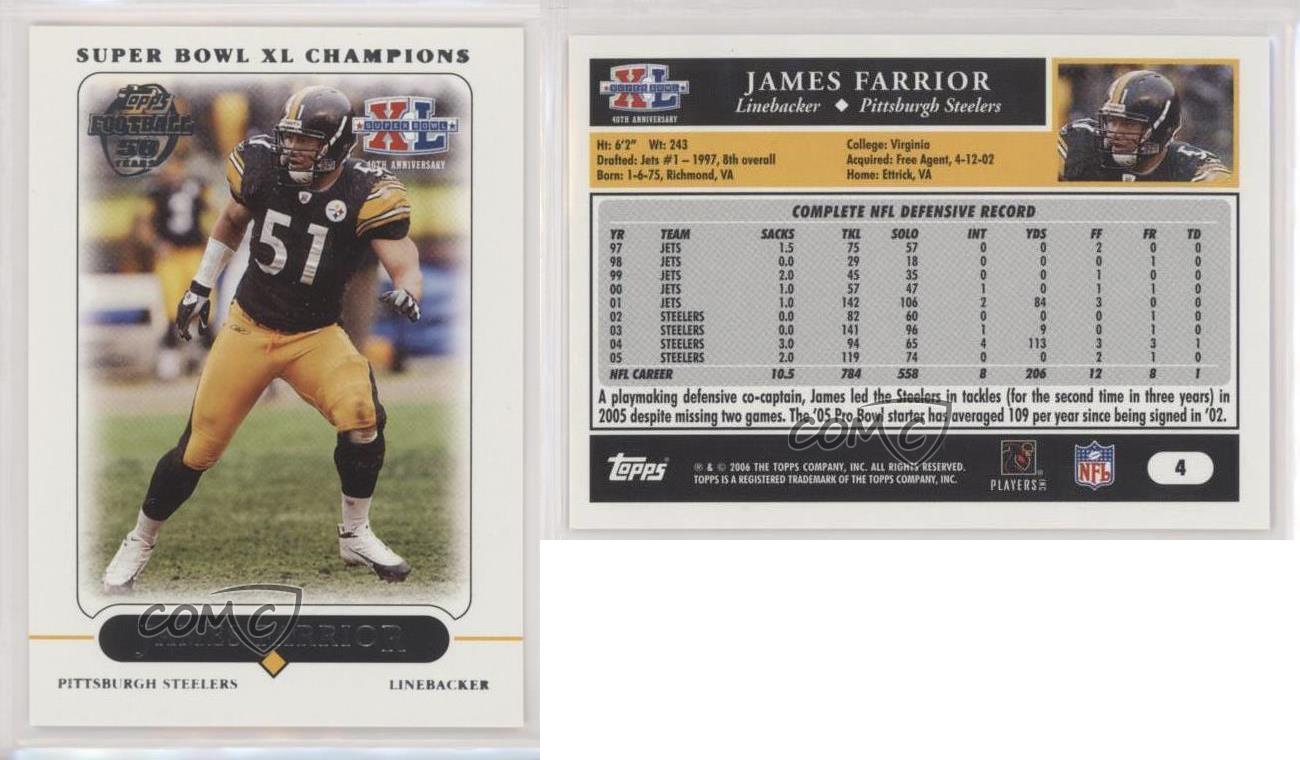 SUPER BOWL XL CHAMPIONS
Topps
FOOTBALL
50
YEARS
XL
SUPER BOWL
40TH ANNIVERSARY
51
COMC
JAMES FARRIOR
PITTSBURGH STEELERS LINEBACKER
XL
SUPER BOWL
40TH ANNIVERSARY
JAMES FARRIOR
Linebacker ◆ Pittsburgh Steelers
Ht: 6'2" Wt: 243 College: Virginia
Drafted: Jets #1 – 1997, 8th overall Acquired: Free Agent, 4-12-02
Born: 1-6-75, Richmond, VA Home: Ettrick, VA
COMPLETE NFL DEFENSIVE RECORD
YR TEAM SACKS TKL SOLO INT YDS FF FR TD
97 JETS 1.5 75 57 0 0 2 0 0
98 JETS 0.0 29 18 0 0 0 1 0
99 JETS 2.0 45 35 0 0 1 0 0
00 JETS 1.0 57 47 1 0 1 1 0
01 JETS 1.0 142 106 2 84 3 0 0
02 STEELERS 0.0 82 60 0 0 0 1 0
03 STEELERS 0.0 141 96 1 9 0 1 0
04 STEELERS 3.0 94 65 4 113 3 3 1
05 STEELERS 2.0 119 74 0 0 2 1 0
NFL CAREER 10.5 784 558 8 206 12 8 1
A playmaking defensive co-captain, James led the Steelers in tackles (for the second time in three years) in
2005 despite missing two games. The '05 Pro Bowl starter has averaged 109 per year since being signed in '02.
COMC
Topps
® & © 2006 THE TOPPS COMPANY, INC. ALL RIGHTS RESERVED.
TOPPS IS A REGISTERED TRADEMARK OF THE TOPPS COMPANY, INC.
PLAYERS INC
NFL
4